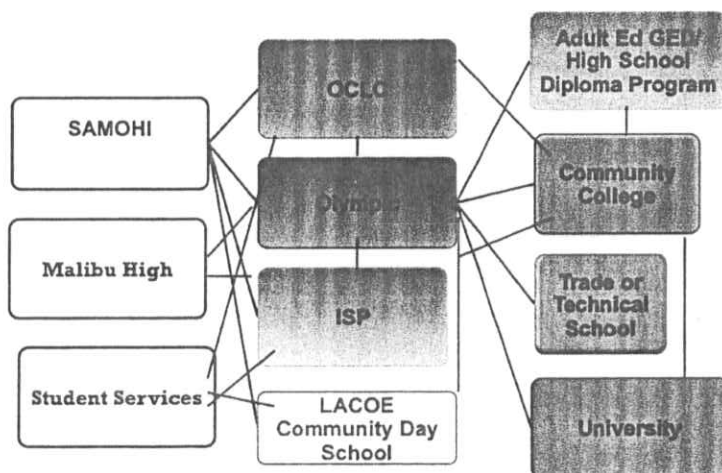 SAMOHI
Malibu High
Student Services
OCLC
Olympic
ISP
LACOE
Community Day
School
Adult Ed GED/
High School
Diploma Program
Community
College
Trade or
Technical
School
University